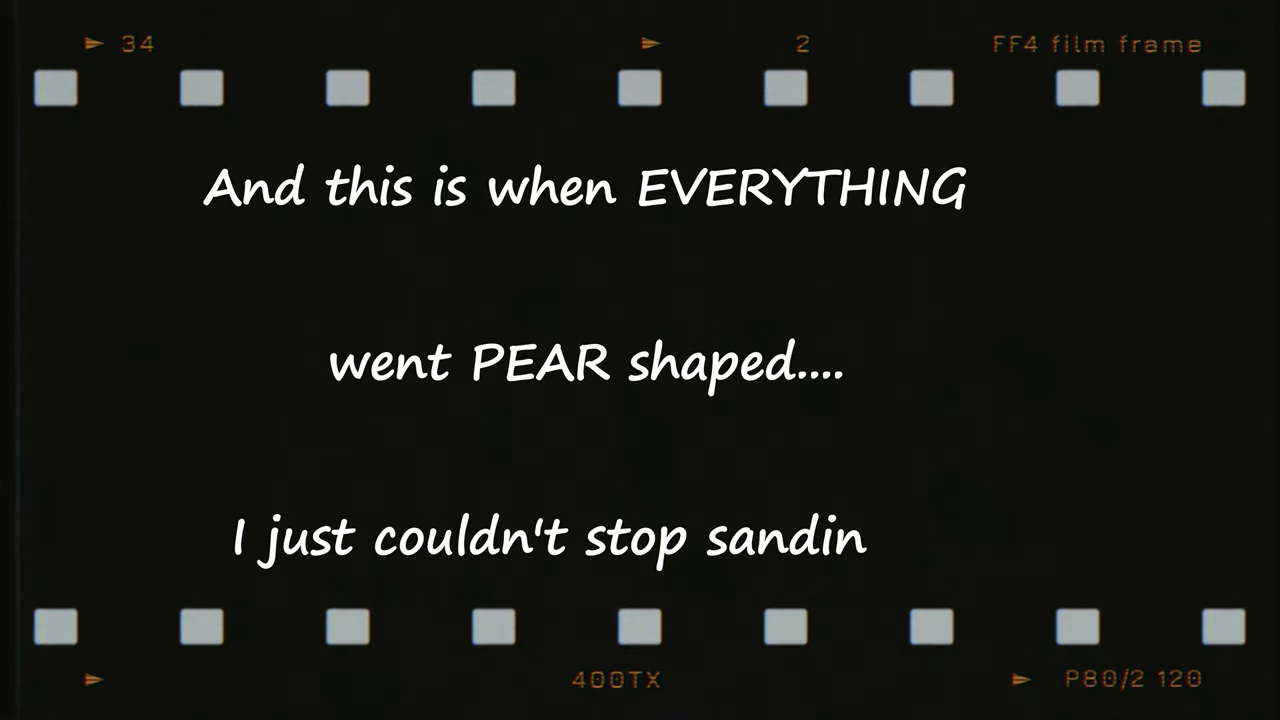 34 2 FF4 film frame
And this is when EVERYTHING
went PEAR shaped....
I just couldn't stop sandin
400TX P80/2 120